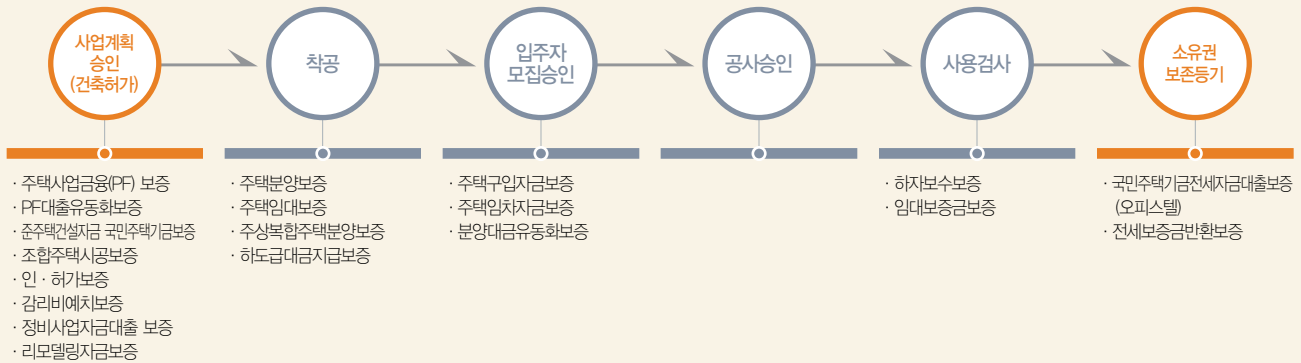 사업계획
승인
(건축허가)
착공
입주자
모집승인
공사승인
사용검사
소유권
보존등기
· 주택사업금융(PF) 보증
· PF대출유동화보증
· 준주택건설자금 국민주택기금보증
· 조합주택시공보증
· 인 · 허가보증
· 감리비예치보증
· 정비사업자금대출 보증
· 리모델링자금보증
· 주택분양보증
· 주택임대보증
· 주상복합주택분양보증
· 하도급대금지급보증
· 주택구입자금보증
· 주택임차자금보증
· 분양대금유동화보증
· 하자보수보증
· 임대보증금보증
· 국민주택기금전세자금대출보증
(오피스텔)
· 전세보증금반환보증